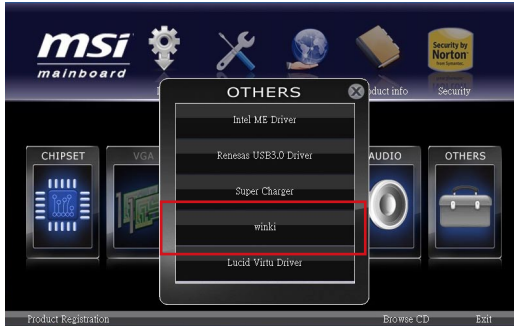 msi
mainboard
Security by
Norton
from Symantec
oduct info
Security
OTHERS
Intel ME Driver
Renesas USB3.0 Driver
Super Charger
winki
Lucid Virtu Driver
CHIPSET
VGA
AUDIO
OTHERS
Product Registration
Browse CD
Exit